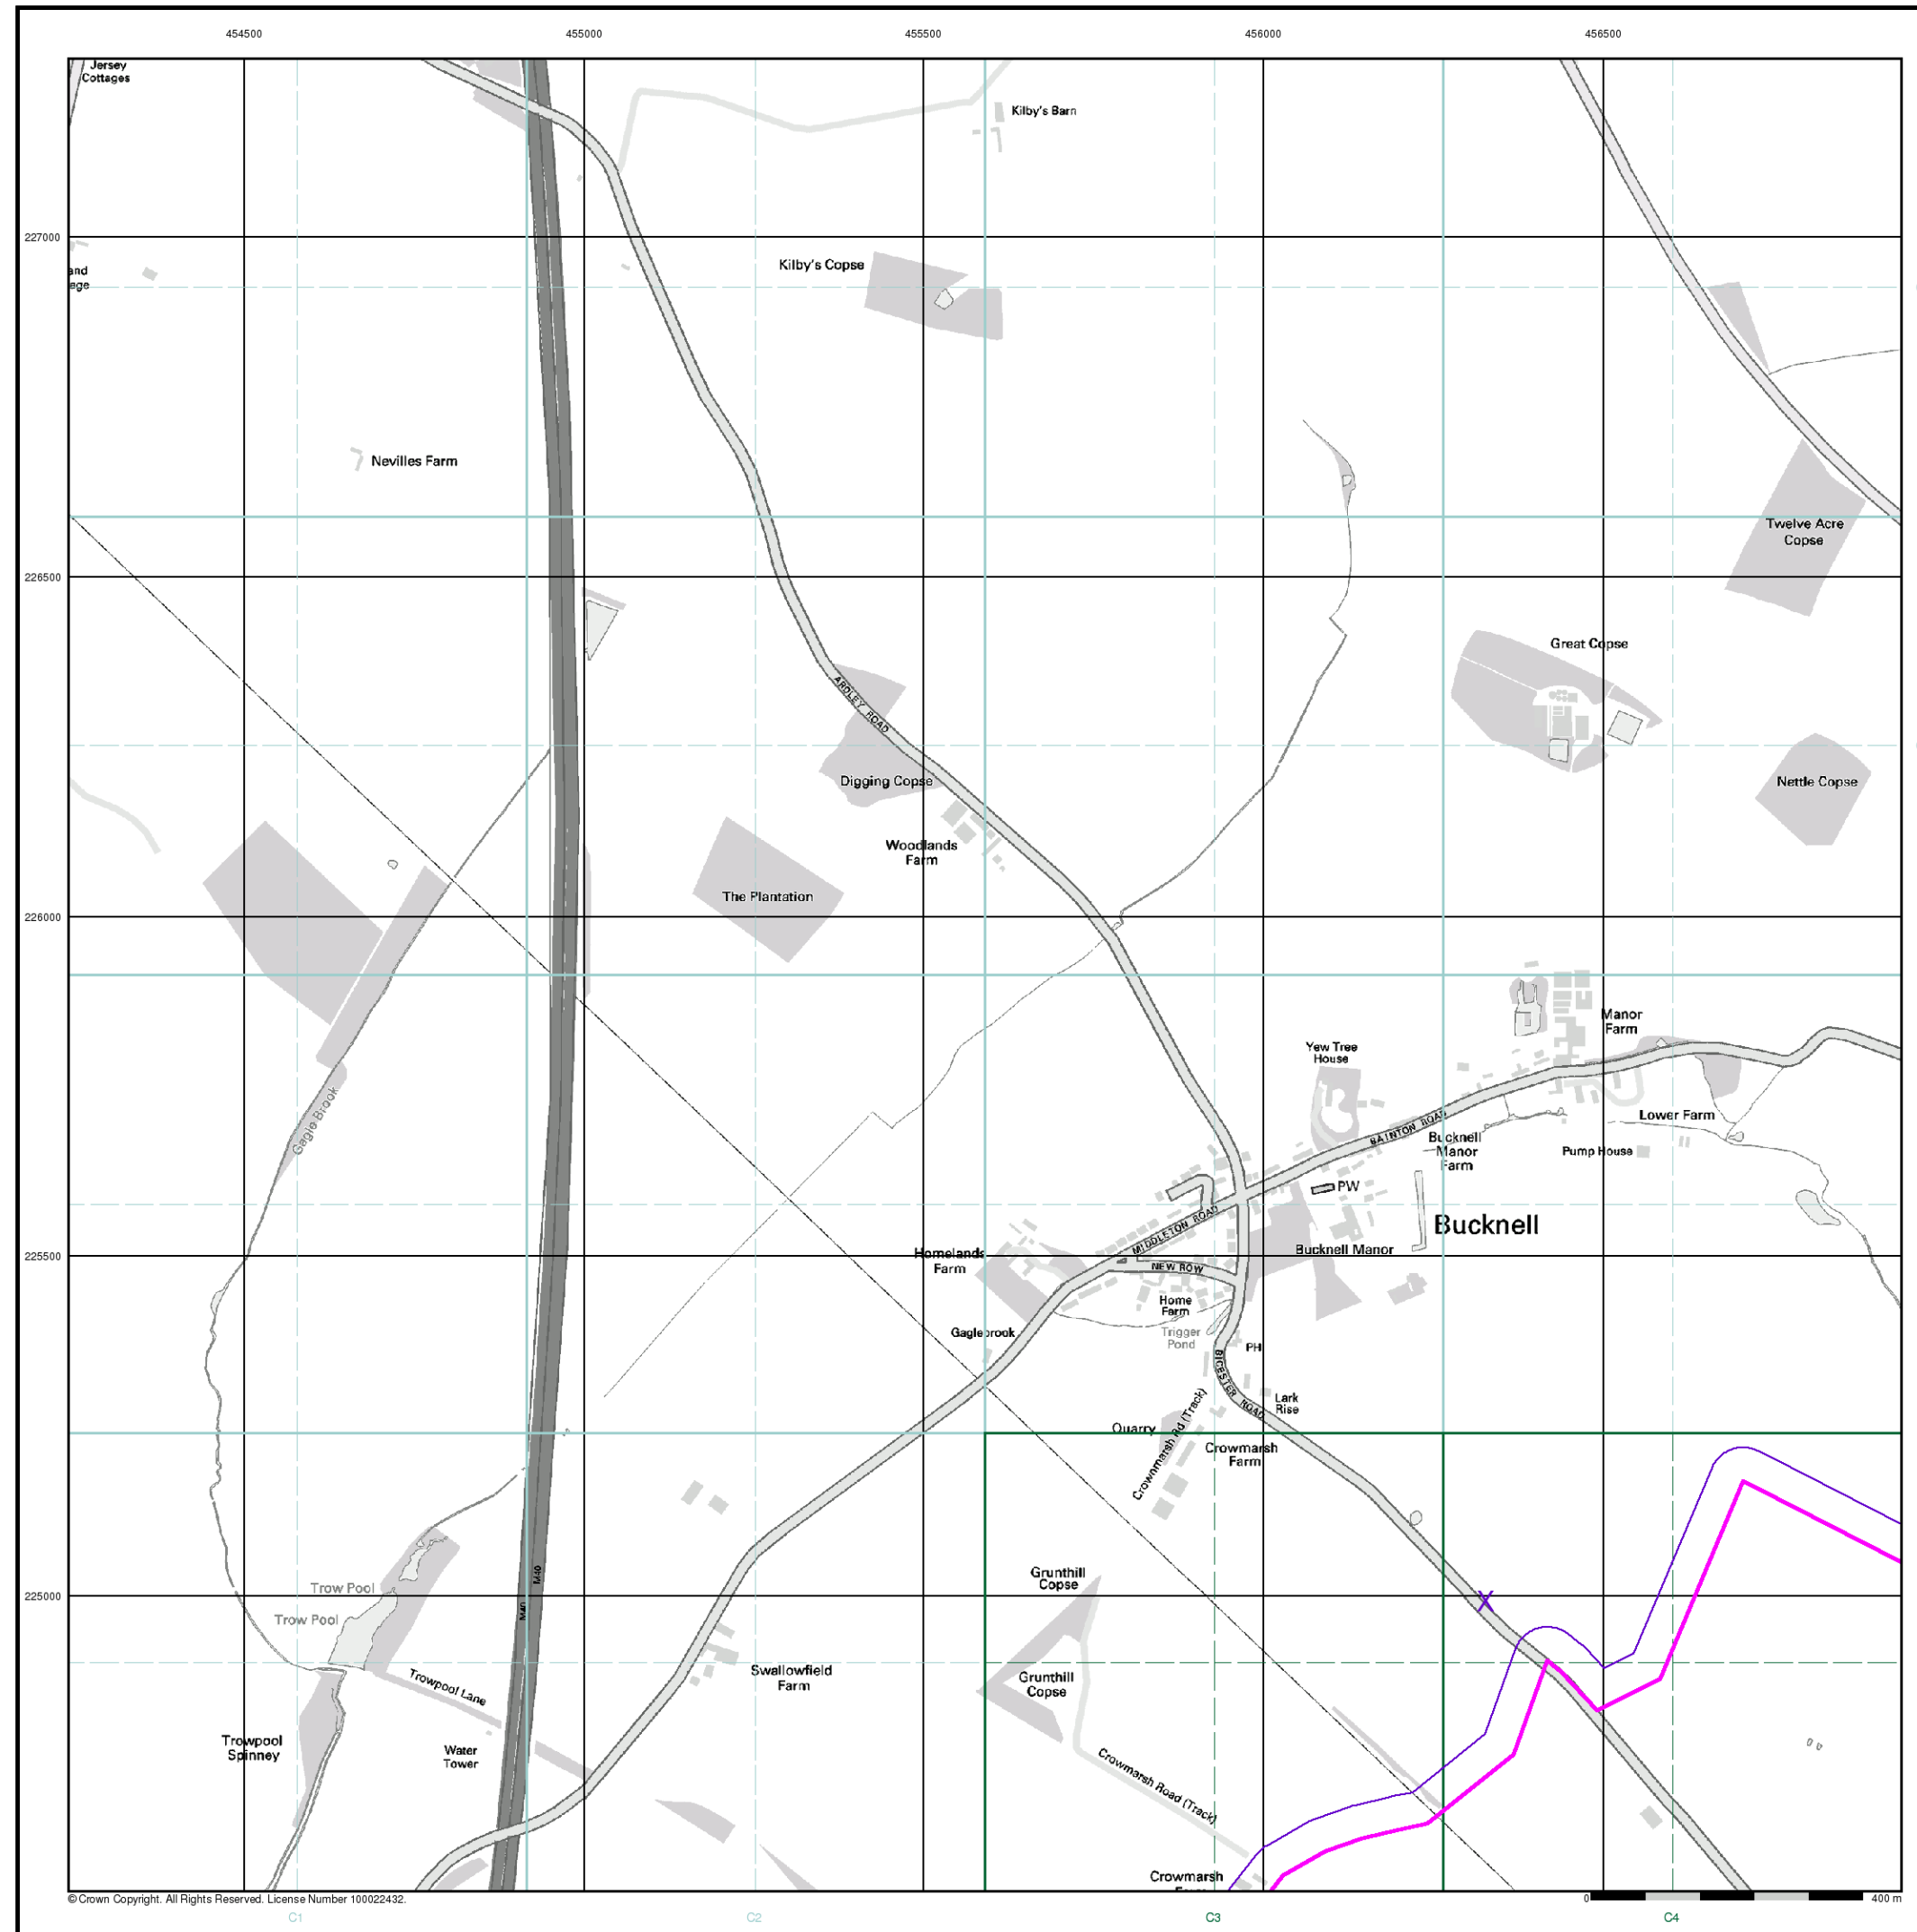 454500 455000 455500 456000 456500
Jersey
Cottages
Kilby's Barn
227000
Kilby's Copse
and
ege
Nevilles Farm
Twelve Acre
Copse
226500
Great Copse
ARDLEY ROAD
Digging Copse
Nettle Copse
Woodlands
Farm
The Plantation
226000
Manor
Farm
Yew Tree
House
Gagle Brook
BAINTON ROAD
Lower Farm
Bucknell
Manor
Farm
Pump House
PW
MIDDLETON ROAD
Bucknell
Homelands
Farm
Bucknell Manor
225500
NEW ROW
Home
Farm
Gaglebrook
Trigger
Pond
PH
BICESTER ROAD
Lark
Rise
Quarry
Crownmarsh Rd (Track)
Crowmarsh
Farm
M40
Grunthill
Copse
Trow Pool
225000
X
M40
Trow Pool
Swallowfield
Farm
Grunthill
Copse
Trowpool Lane
Trowpool
Spinney
Water
Tower
Crowmarsh Road (Track)
Crowmarsh
© Crown Copyright. All Rights Reserved. License Number 100022432.
0 400 m
C1 C2 C3 C4